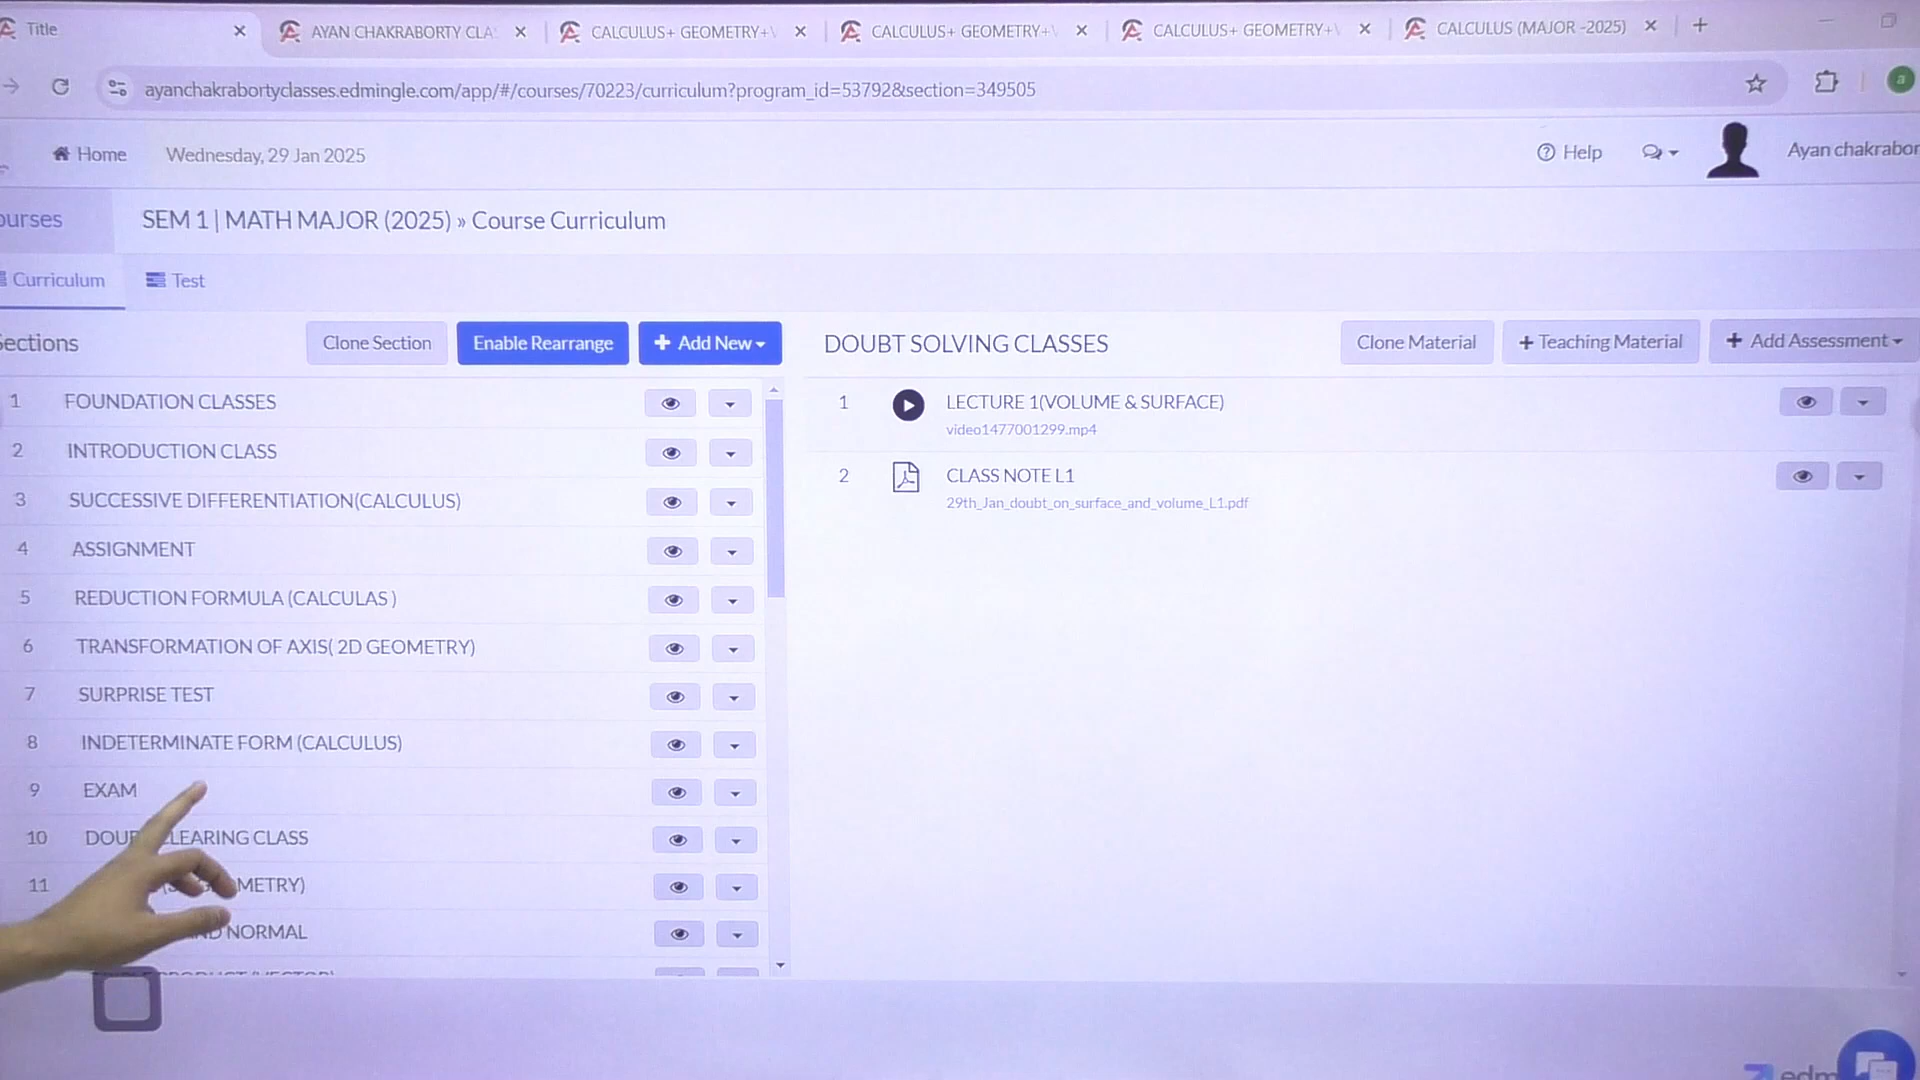 Title
AYAN CHAKRABORTY CLA
CALCULUS+ GEOMETRY+
CALCULUS+ GEOMETRY+
CALCULUS+ GEOMETRY+
CALCULUS (MAJOR -2025)
ayanchakrabortyclasses.edmingle.com/app/#/courses/70223/curriculum?program_id=53792&section=349505
a
Home
Wednesday, 29 Jan 2025
Help
Ayan chakrabor
ourses
SEM 1 | MATH MAJOR (2025) » Course Curriculum
Curriculum
Test
Sections
Clone Section
Enable Rearrange
+ Add New
DOUBT SOLVING CLASSES
Clone Material
+ Teaching Material
+ Add Assessment
1 FOUNDATION CLASSES
2 INTRODUCTION CLASS
3 SUCCESSIVE DIFFERENTIATION(CALCULUS)
4 ASSIGNMENT
5 REDUCTION FORMULA (CALCULAS )
6 TRANSFORMATION OF AXIS( 2D GEOMETRY)
7 SURPRISE TEST
8 INDETERMINATE FORM (CALCULUS)
9 EXAM
10 DOUB LEARING CLASS
11 METRY)
NORMAL
1 LECTURE 1(VOLUME & SURFACE)
video1477001299.mp4
2 CLASS NOTE L1
29th_Jan_doubt_on_surface_and_volume_L1.pdf
edm